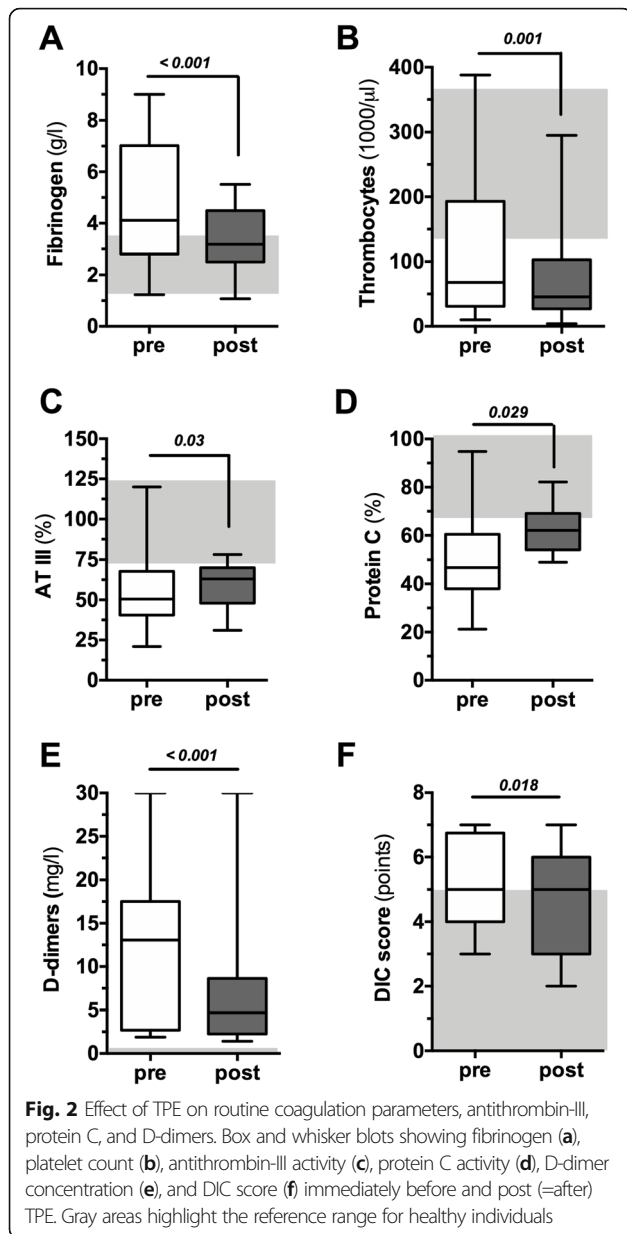 A
< 0.001
Fibrinogen (g/l)
10
8
6
4
2
0
pre post
B
0.001
Thrombocytes (1000/µl)
400
300
200
100
0
pre post
C
0.03
AT III (%)
150
125
100
75
50
25
0
pre post
D
0.029
Protein C (%)
100
80
60
40
20
0
pre post
E
< 0.001
D-dimers (mg/l)
30
25
20
15
10
5
0
pre post
F
0.018
DIC score (points)
8
6
4
2
0
pre post
Fig. 2 Effect of TPE on routine coagulation parameters, antithrombin-III,
protein C, and D-dimers. Box and whisker blots showing fibrinogen (a),
platelet count (b), antithrombin-III activity (c), protein C activity (d), D-dimer
concentration (e), and DIC score (f) immediately before and post (=after)
TPE. Gray areas highlight the reference range for healthy individuals